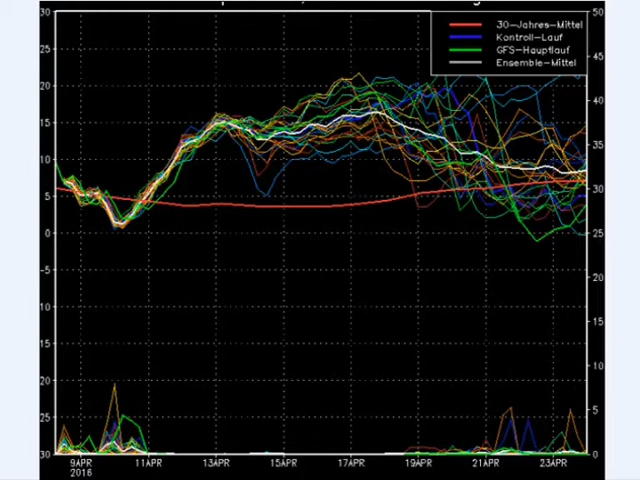 30
50
30-Jahres-Mittel
Kontroll-Lauf
GFS-Hauptlauf
Ensemble-Mittel
25
45
20
40
15
35
10
5
30
0
25
-5
20
10
15
15
20
10
25
5
30
0
9APR
11APR
13APR
15APR
17APR
19APR
21APR
23APR
2016